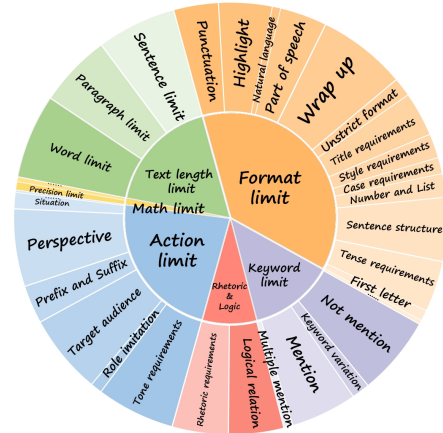 Punctuation
Highlight
Natural language
Part of speech
Wrap up
Unstrict format
Title requirements
Style requirements
Case requirements
Number and List
Sentence structure
Tense requirements
First letter
......
Not mention
Keyword variation
Mention
Multiple mention
Logical relation
Rhetoric requirements
Tone requirements
Role imitation
Target audience
Prefix and Suffix
Perspective
Situation
Precision limit
......
Word limit
Paragraph limit
Sentence limit
Format
limit
Keyword
limit
Rhetoric
&
Logic
Action
limit
Math limit
Text length
limit